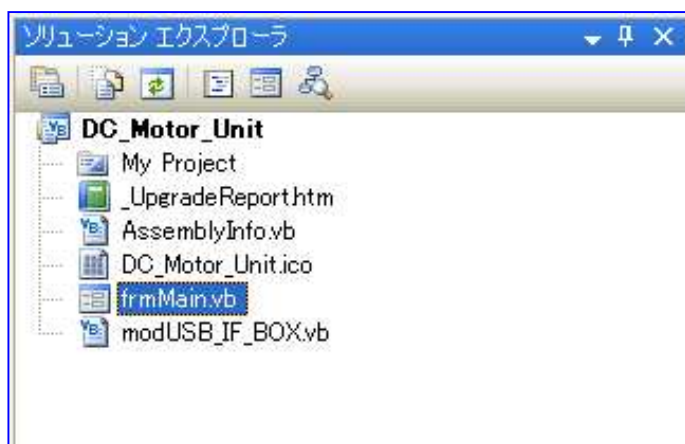 ソリューション エクスプローラ
DC_Motor_Unit
My Project
_UpgradeReport.htm
AssemblyInfo.vb
DC_Motor_Unit.ico
frmMain.vb
modUSB_IF_BOX.vb